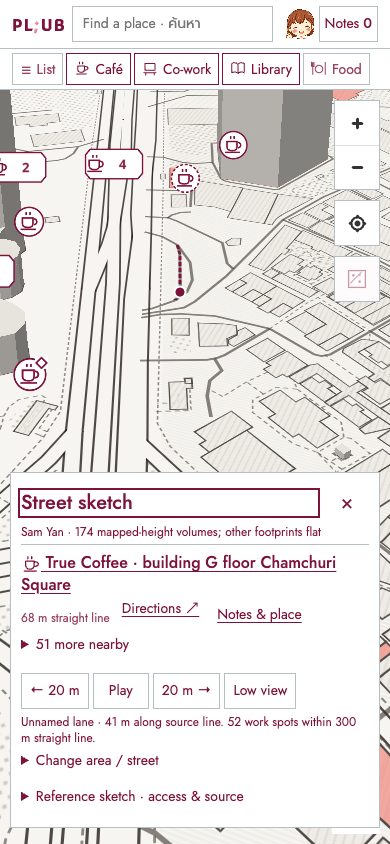 PL;UB
Find a place · ค้นหา
Notes 0
List
Café
Co-work
Library
Food
2
4
Street sketch
Sam Yan · 174 mapped-height volumes; other footprints flat
True Coffee · building G floor Chamchuri
Square
68 m straight line
Directions ↗
Notes & place
51 more nearby
← 20 m
Play
20 m →
Low view
Unnamed lane · 41 m along source line. 52 work spots within 300
m straight line.
Change area / street
Reference sketch · access & source